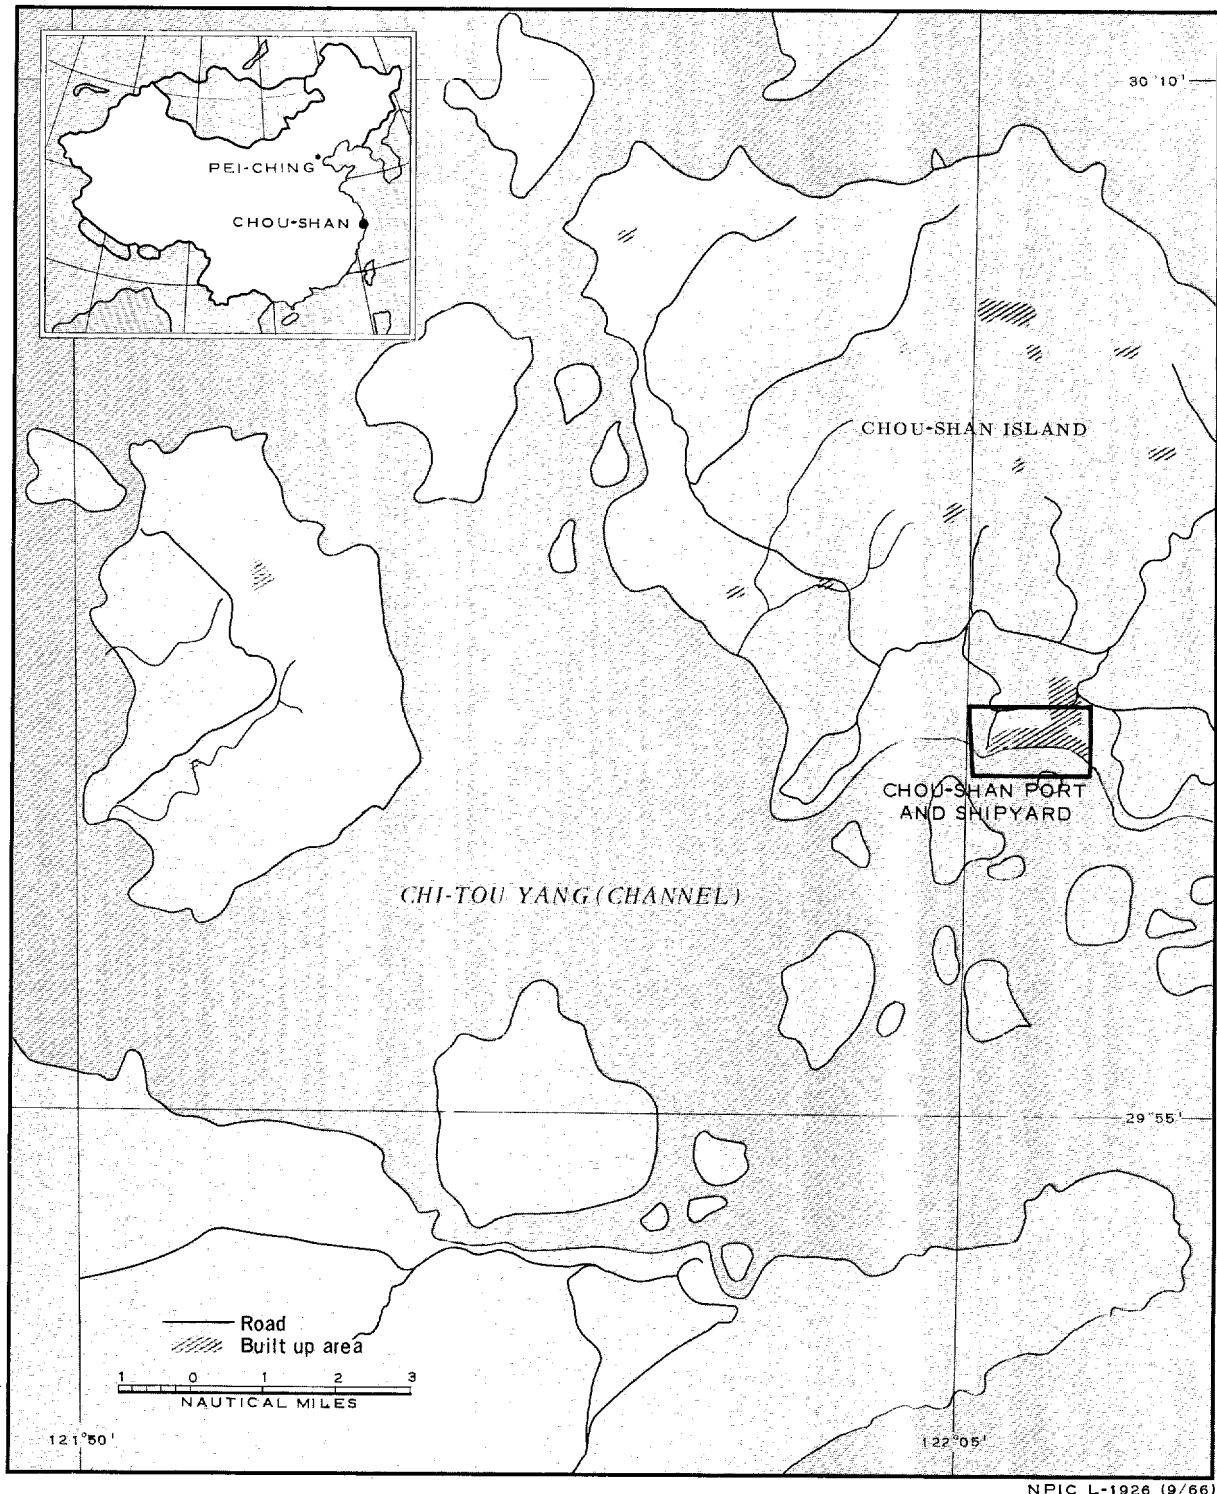 30°10'
PEI-CHING
CHOU-SHAN
CHOU-SHAN ISLAND
CHOU-SHAN PORT
AND SHIPYARD
CHI-TOU YANG (CHANNEL)
29°55'
Road
Built up area
1 0 1 2 3
NAUTICAL MILES
121°50'
122°05'
NPIC L-1926 (9/66)